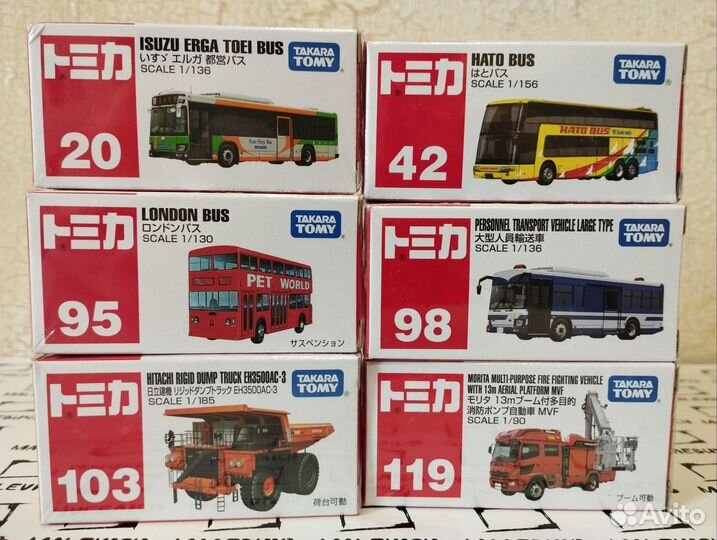 トミカ
20
ISUZU ERGA TOEI BUS
いすゞ エルガ 都営バス
SCALE 1/136
TAKARA
TOMY
トミカ
42
HATO BUS
はとバス
SCALE 1/156
TAKARA
TOMY
HATO BUS
トミカ
95
LONDON BUS
ロンドンバス
SCALE 1/130
TAKARA
TOMY
PET WORLD
サスペンション
トミカ
98
PERSONNEL TRANSPORT VEHICLE LARGE TYPE
大型人員輸送車
SCALE 1/136
TAKARA
TOMY
トミカ
103
HITACHI RIGID DUMP TRUCK EH3500AC-3
日立建機 リジッドダンプトラック EH3500AC-3
SCALE 1/185
TAKARA
TOMY
荷台可動
トミカ
119
MORITA MULTI-PURPOSE FIRE FIGHTING VEHICLE
WITH 13m AERIAL PLATFORM MVF
モリタ 13mブーム付多目的
消防ポンプ自動車 MVF
SCALE 1/90
TAKARA
TOMY
ブーム可動
Avito